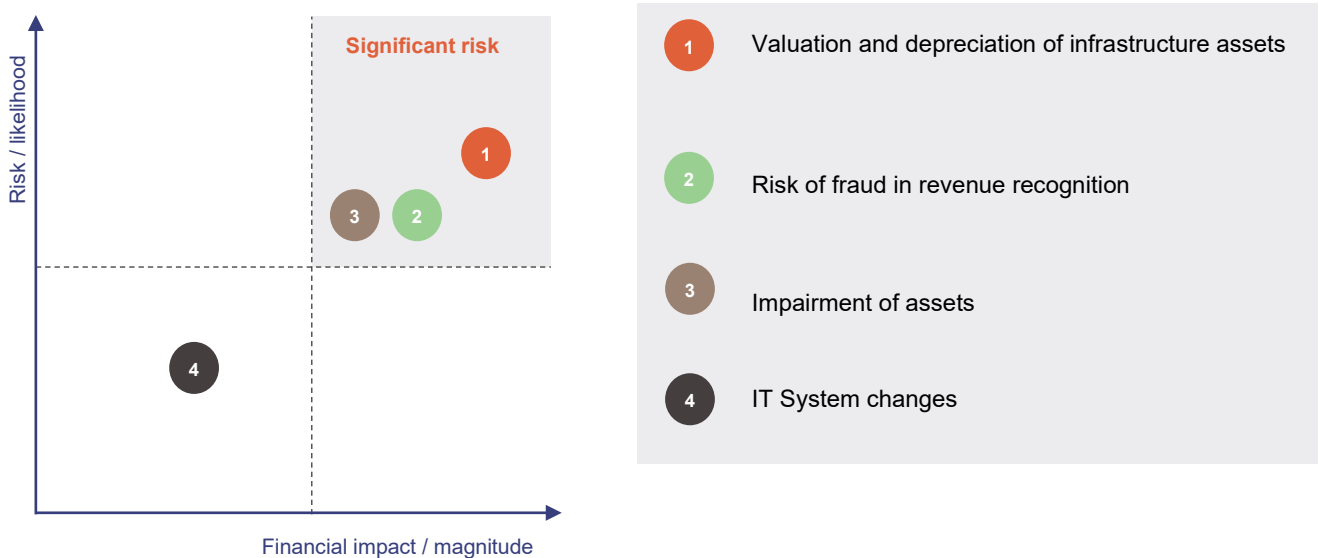 Significant risk
Risk / likelihood
1
3
2
4
Financial impact / magnitude
1
Valuation and depreciation of infrastructure assets
2
Risk of fraud in revenue recognition
3
Impairment of assets
4
IT System changes